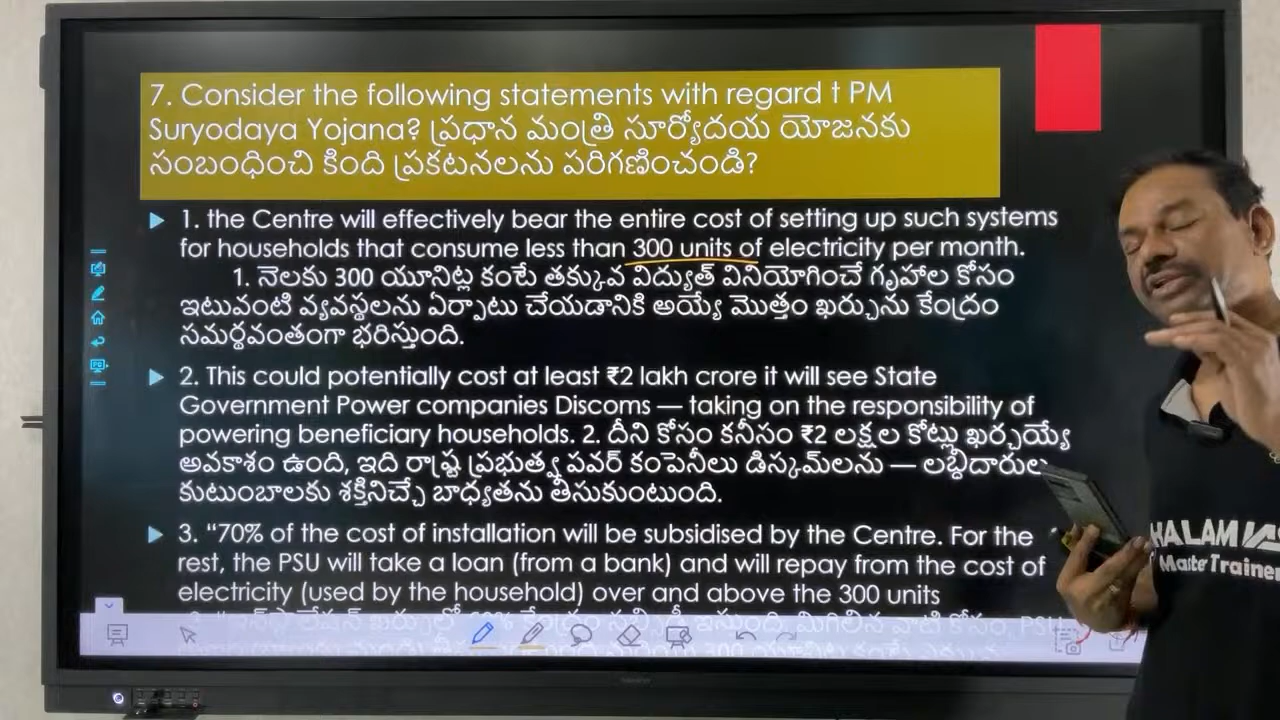 7. Consider the following statements with regard t PM
Suryodaya Yojana? ప్రధాన మంత్రి సూర్యోదయ యోజనకు
సంబంధించి కింది ప్రకటనలను పరిగణించండి?
1. the Centre will effectively bear the entire cost of setting up such systems
for households that consume less than 300 units of electricity per month.
1. నెలకు 300 యూనిట్ల కంటే తక్కువ విద్యుత్ వినియోగించే గృహాల కోసం
ఇటువంటి వ్యవస్థలను ఏర్పాటు చేయడానికి అయ్యే మొత్తం ఖర్చును కేంద్రం
సమర్థవంతంగా భరిస్తుంది.
2. This could potentially cost at least ₹2 lakh crore it will see State
Government Power companies Discoms — taking on the responsibility of
powering beneficiary households. 2. దీని కోసం కనీసం ₹2 లక్షల కోట్లు ఖర్చయ్యే
అవకాశం ఉంది, ఇది రాష్ట్ర ప్రభుత్వ పవర్ కంపెనీలు డిస్కమ్‌లను — లబ్ధిదారుల
కుటుంబాలకు శక్తినిచ్చే బాధ్యతను తీసుకుంటుంది.
3. “70% of the cost of installation will be subsidised by the Centre. For the
rest, the PSU will take a loan (from a bank) and will repay from the cost of
electricity (used by the household) over and above the 300 units
HALAM IAS
Master Trainer